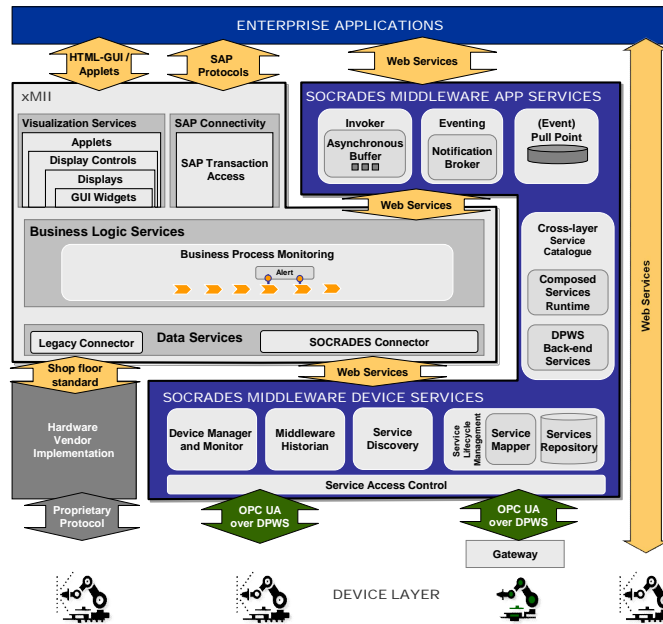 ENTERPRISE APPLICATIONS
HTML-GUI /
Applets
SAP
Protocols
Web Services
xMII
Visualization Services
Applets
Display Controls
Displays
GUI Widgets
SAP Connectivity
SAP Transaction
Access
SOCRADES MIDDLEWARE APP SERVICES
Invoker
Asynchronous
Buffer
Eventing
Notification
Broker
(Event)
Pull Point
Web Services
Business Logic Services
Business Process Monitoring
Alert
Cross-layer
Service
Catalogue
Composed
Services
Runtime
DPWS
Back-end
Services
Web Services
Legacy Connector
Data Services
SOCRADES Connector
Shop floor
standard
Web Services
Hardware
Vendor
Implementation
SOCRADES MIDDLEWARE DEVICE SERVICES
Device Manager
and Monitor
Middleware
Historian
Service
Discovery
Service
Lifecycle
Management
Service
Mapper
Services
Repository
Service Access Control
Proprietary
Protocol
OPC UA
over DPWS
OPC UA
over DPWS
Gateway
DEVICE LAYER